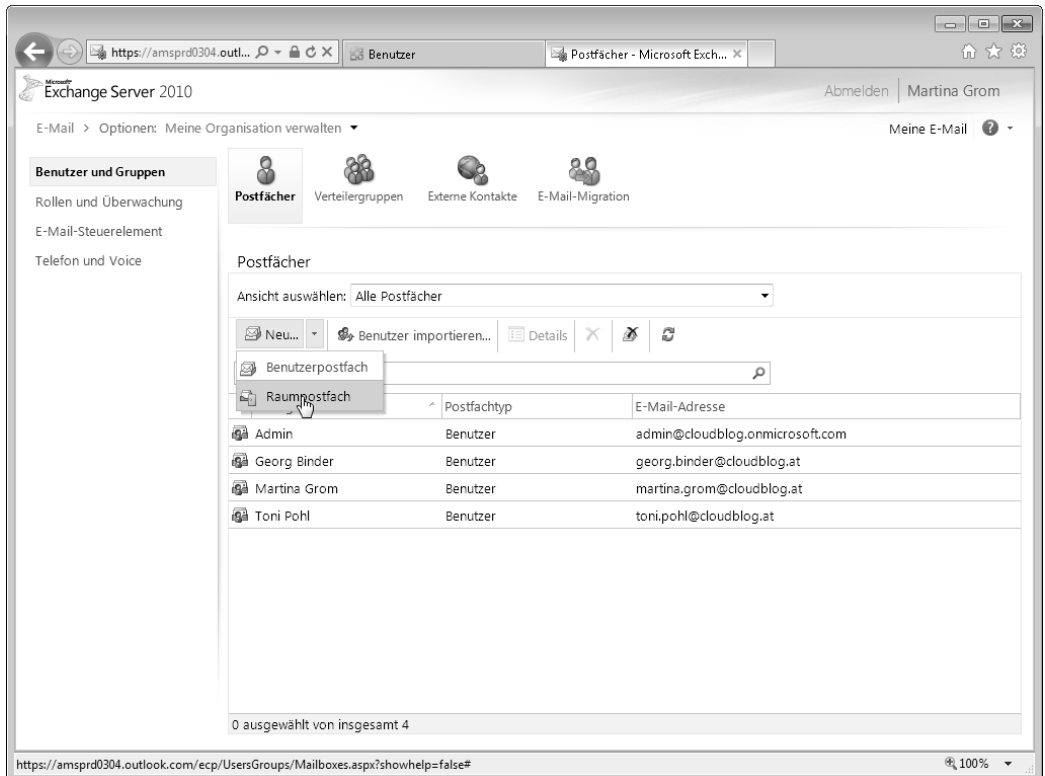 https://amsprd0304.outl...
Benutzer
Postfächer - Microsoft Exch...
Microsoft
Exchange Server 2010
Abmelden | Martina Grom
E-Mail > Optionen: Meine Organisation verwalten
Meine E-Mail
Benutzer und Gruppen
Rollen und Überwachung
E-Mail-Steuerelement
Telefon und Voice
Postfächer
Verteilergruppen
Externe Kontakte
E-Mail-Migration
Postfächer
Ansicht auswählen: Alle Postfächer
Neu... Benutzer importieren... Details
Benutzerpostfach
Raumpostfach
Postfachtyp E-Mail-Adresse
Admin Benutzer admin@cloudblog.onmicrosoft.com
Georg Binder Benutzer georg.binder@cloudblog.at
Martina Grom Benutzer martina.grom@cloudblog.at
Toni Pohl Benutzer toni.pohl@cloudblog.at
0 ausgewählt von insgesamt 4
https://amsprd0304.outlook.com/ecp/UsersGroups/Mailboxes.aspx?showhelp=false#
100%